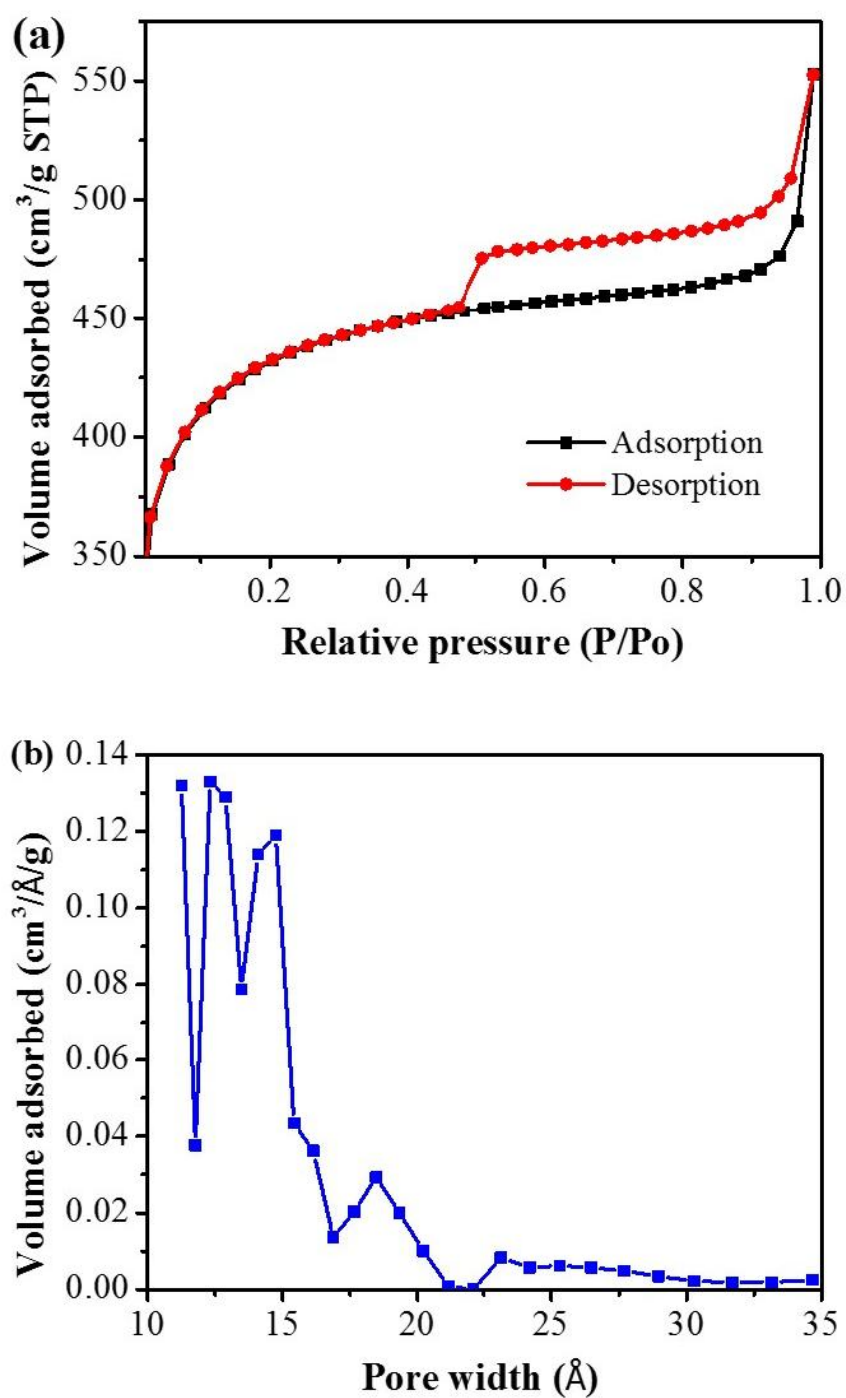 (a)
Volume adsorbed (cm³/g STP)
550
500
450
400
350
Adsorption
Desorption
0.2 0.4 0.6 0.8 1.0
Relative pressure (P/Po)
(b)
Volume adsorbed (cm³/Å/g)
0.14
0.12
0.10
0.08
0.06
0.04
0.02
0.00
10 15 20 25 30 35
Pore width (Å)